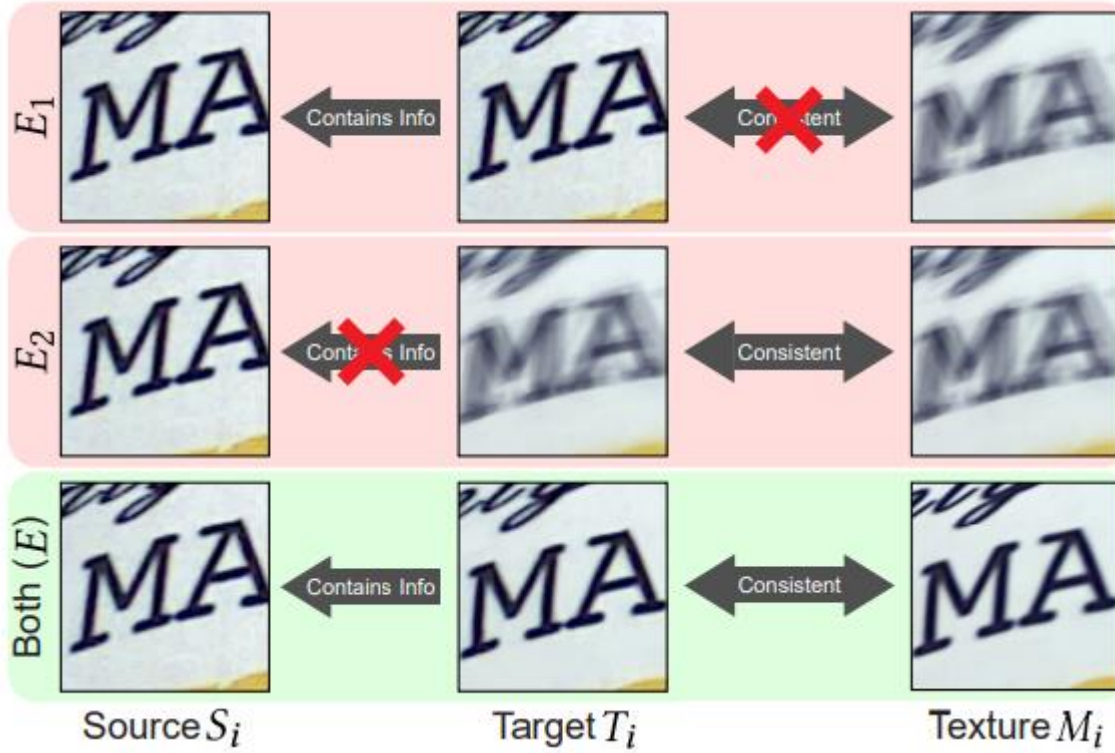 E1
MA
Contains Info
MA
Consistent
MA
E2
MA
Contains Info
MA
Consistent
MA
Both (E)
MA
Contains Info
MA
Consistent
MA
Source Si
Target Ti
Texture Mi